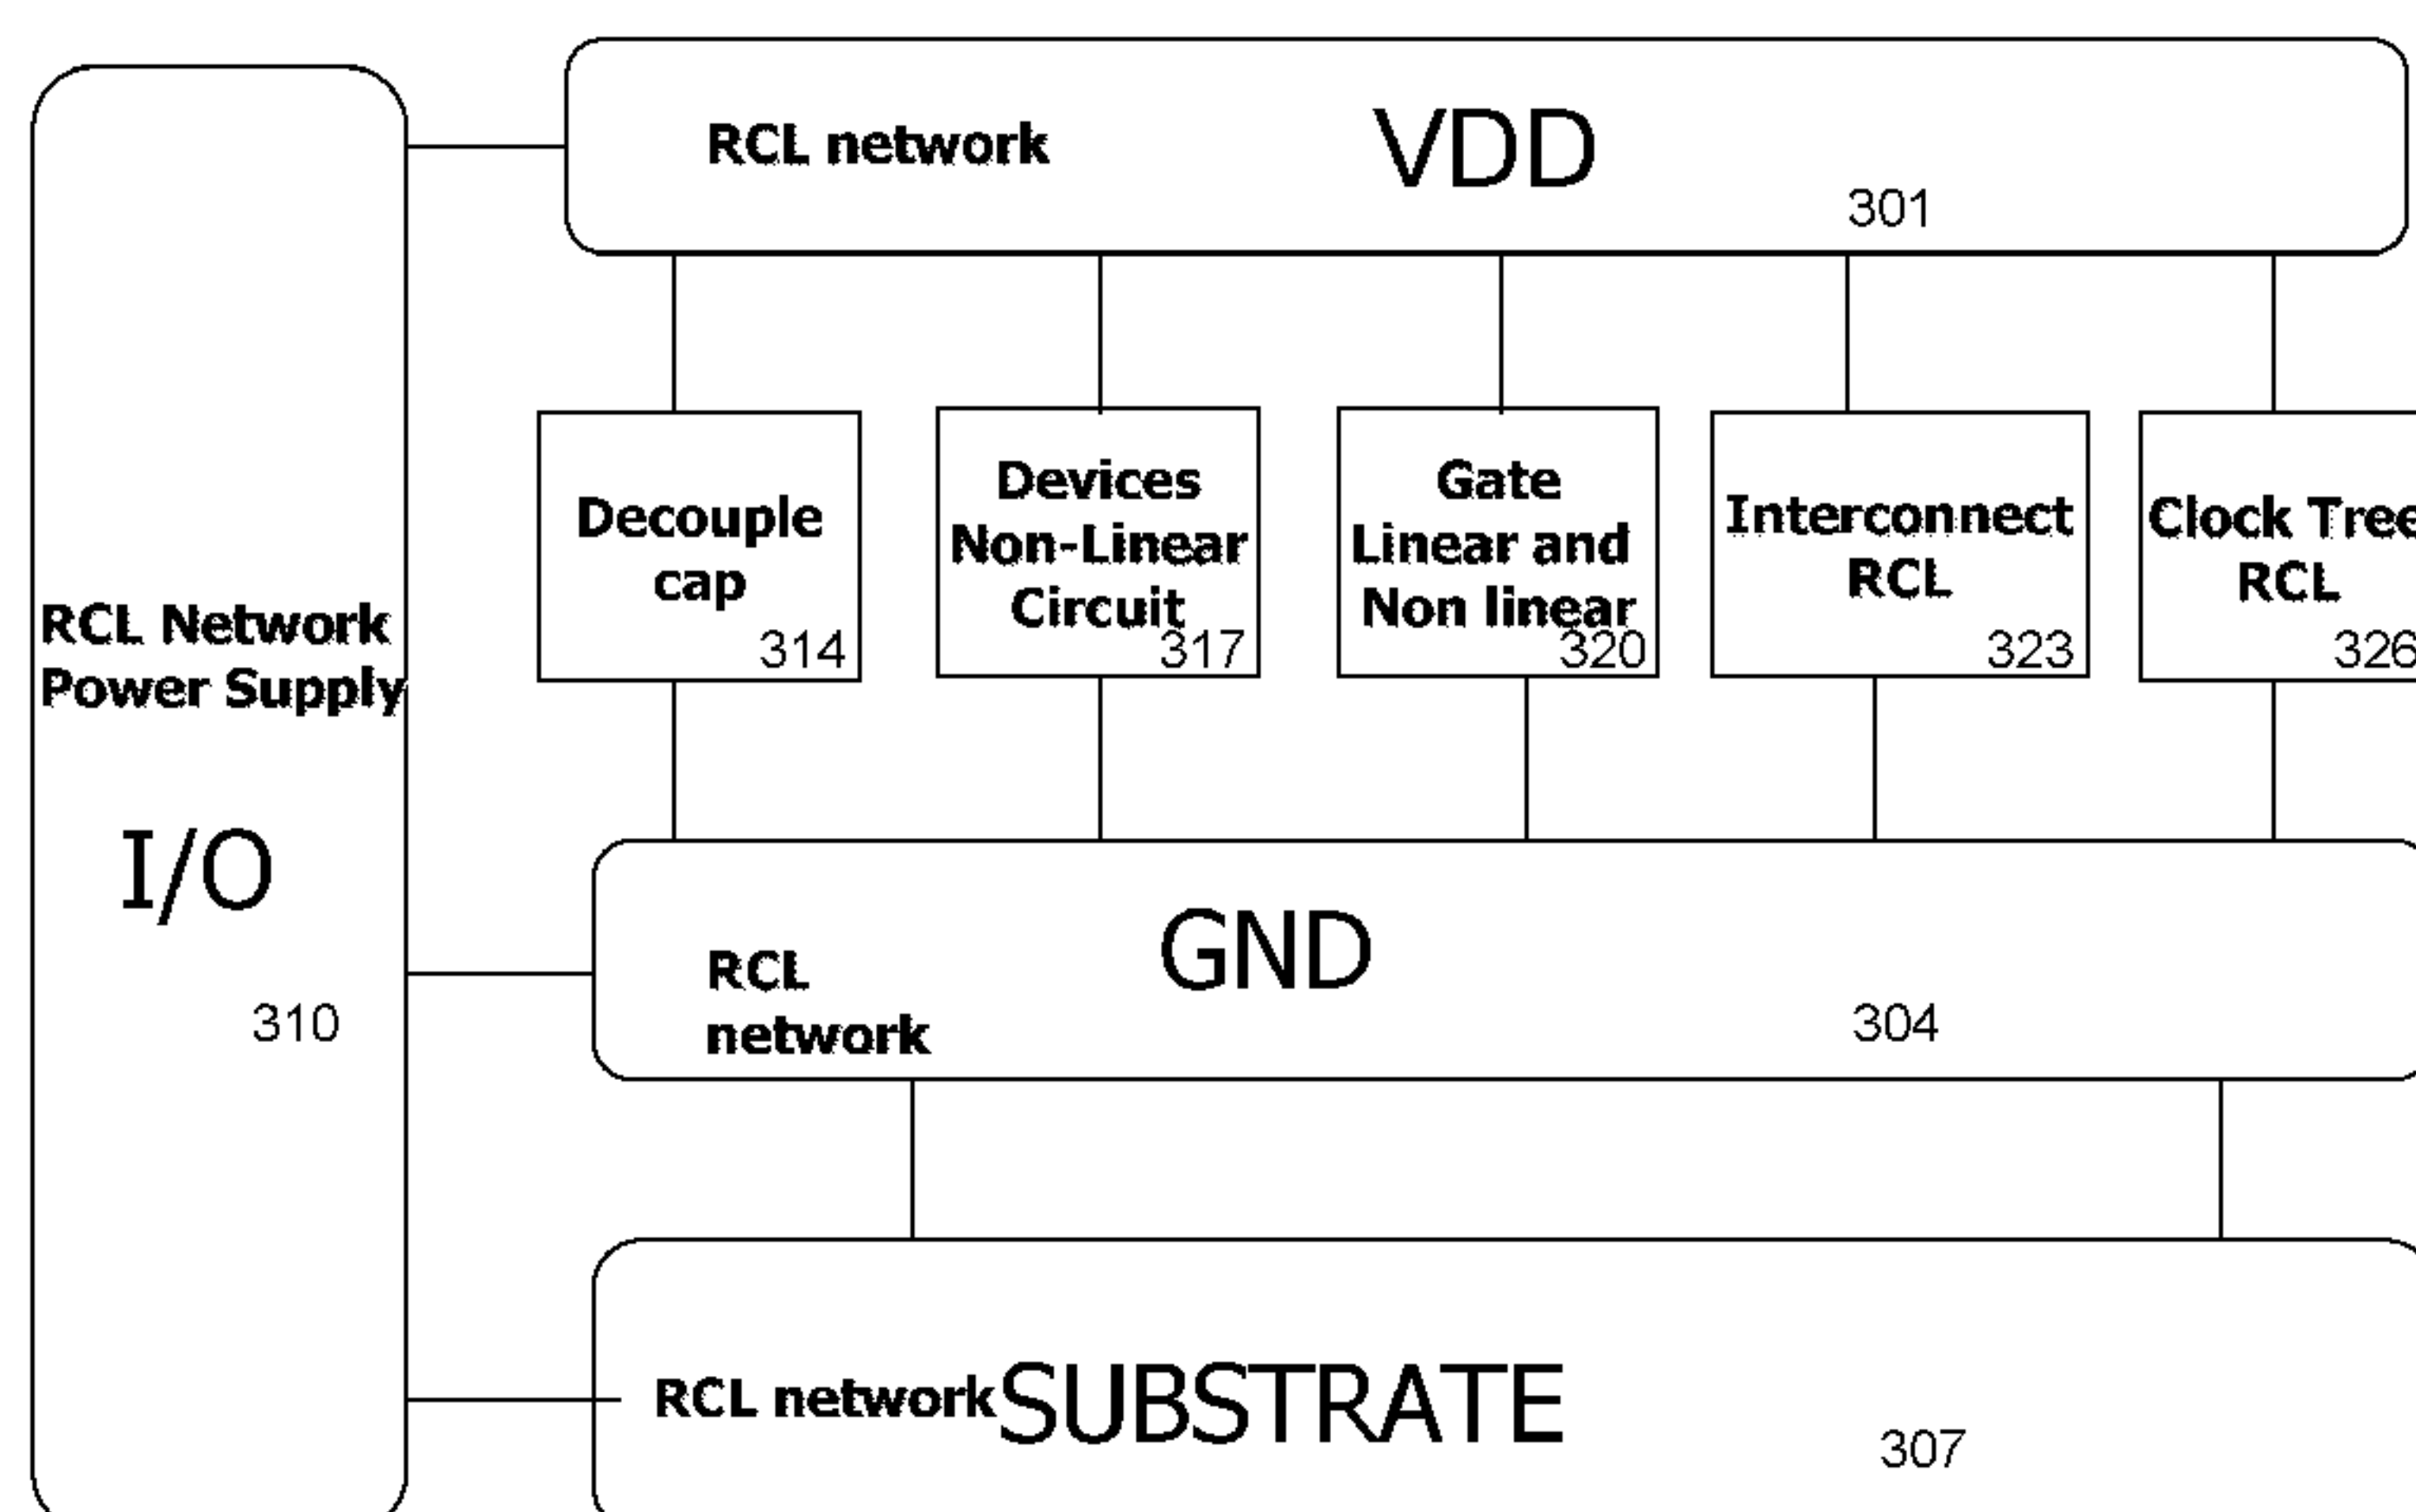 RCL network VDD
301
Decouple
cap
314
Devices
Non-Linear
Circuit
317
Gate
Linear and
Non linear
320
Interconnect
RCL
323
Clock Tree
RCL
326
RCL Network
Power Supply
I/O
310
GND
RCL
network
304
RCL network SUBSTRATE
307